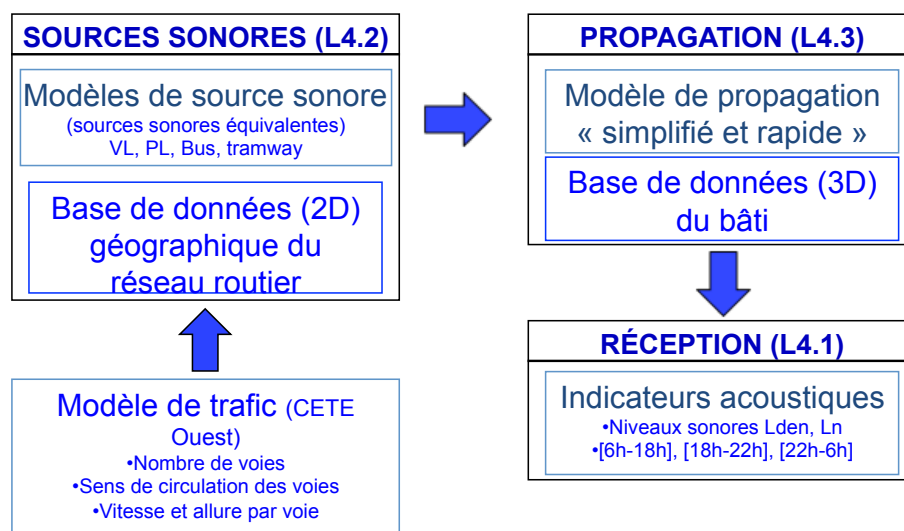 SOURCES SONORES (L4.2)
Modèles de source sonore
(sources sonores équivalentes)
VL, PL, Bus, tramway
Base de données (2D)
géographique du
réseau routier
Modèle de trafic (CETE
Ouest)
•Nombre de voies
•Sens de circulation des voies
•Vitesse et allure par voie
PROPAGATION (L4.3)
Modèle de propagation
« simplifié et rapide »
Base de données (3D)
du bâti
RÉCEPTION (L4.1)
Indicateurs acoustiques
•Niveaux sonores Lden, Ln
•[6h-18h], [18h-22h], [22h-6h]